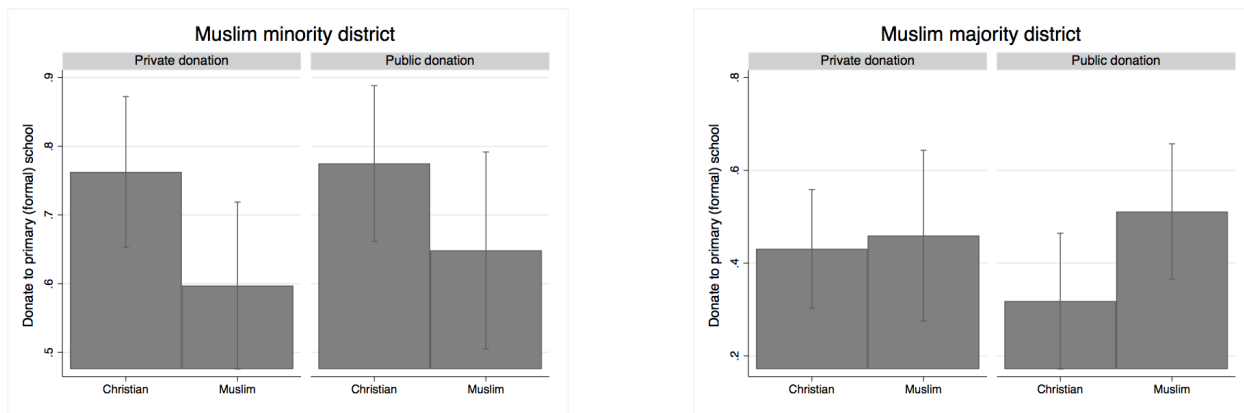 Muslim minority district
Private donation
Public donation
Donate to primary (formal) school
.9
.8
.7
.6
.5
Christian
Muslim
Christian
Muslim
Muslim majority district
Private donation
Public donation
Donate to primary (formal) school
.8
.6
.4
.2
Christian
Muslim
Christian
Muslim